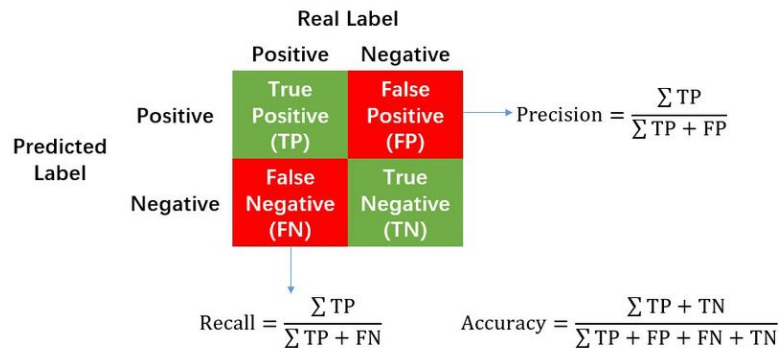 Real Label
Positive Negative
Predicted Label
Positive
True Positive (TP)
False Positive (FP)
Precision = ∑ TP / ∑ TP + FP
Negative
False Negative (FN)
True Negative (TN)
Recall = ∑ TP / ∑ TP + FN
Accuracy = ∑ TP + TN / ∑ TP + FP + FN + TN